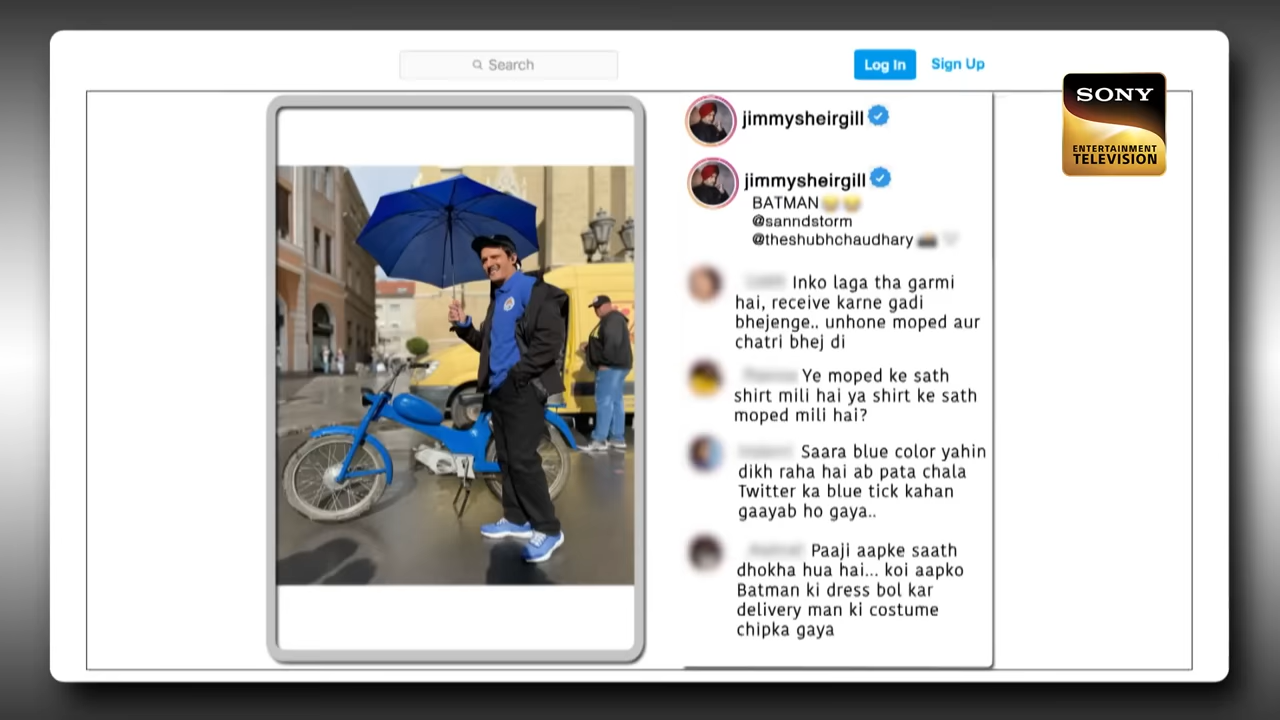 Search
Log In
Sign Up
SONY
ENTERTAINMENT
TELEVISION
jimmysheirgill
jimmysheirgill
BATMAN
@sanndstorm
@theshubhchaudhary
Inko laga tha garmi
hai, receive karne gadi
bhejenge.. unhone moped aur
chatri bhej di
Ye moped ke sath
shirt mili hai ya shirt ke sath
moped mili hai?
Saara blue color yahin
dikh raha hai ab pata chala
Twitter ka blue tick kahan
gaayab ho gaya..
Paaji aapke saath
dhokha hua hai... koi aapko
Batman ki dress bol kar
delivery man ki costume
chipka gaya